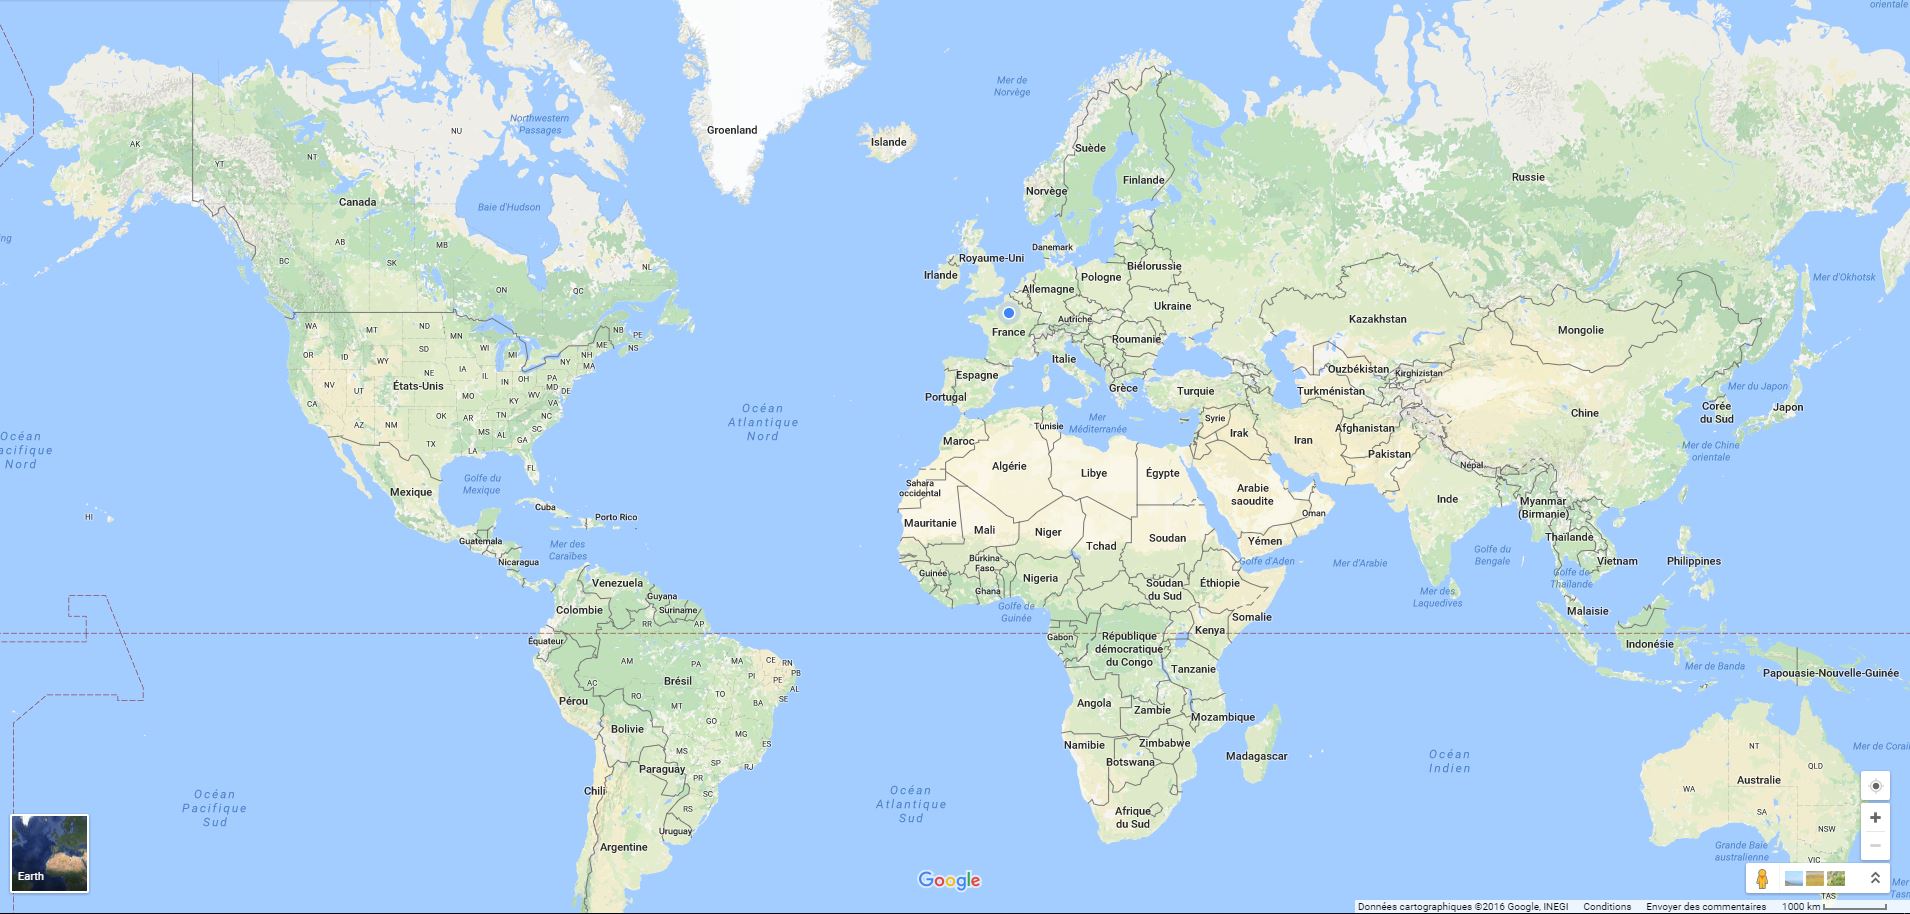 orientale
Mer de
Norvège
Groenland
Islande
Northwestern
Passages
NU
AK
YT
NT
Suède
Finlande
Norvège
Russie
Canada
Baie d'Hudson
ng
AB
MB
SK
BC
ON
QC
NL
Danemark
Royaume-Uni
Irlande
Biélorussie
Pologne
Allemagne
Ukraine
Autriche
France
Roumanie
Italie
Kazakhstan
Mongolie
Mer d'Okhotsk
WA
MT
ND
MN
NB
PE
NS
ME
OR
ID
SD
WI
MI
WY
NY
NH
MA
IA
NE
IL
IN
OH
PA
NV
UT
États-Unis
MD
DE
MO
KY
WV
VA
CA
AZ
NM
OK
AR
TN
NC
MS
AL
SC
GA
TX
LA
FL
Espagne
Portugal
Grèce
Turquie
Ouzbékistan
Kirghizistan
Turkménistan
Mer du Japon
Corée
du Sud
Japon
Chine
Océan
Atlantique
Nord
Océan
acifique
Nord
Mer
Méditerranée
Tunisie
Syrie
Irak
Iran
Afghanistan
Pakistan
Maroc
Algérie
Libye
Égypte
Népal
Mer de Chine
orientale
Golfe du
Mexique
Mexique
Sahara
occidental
Arabie
saoudite
Oman
Inde
Myanmar
(Birmanie)
HI
Cuba
Porto Rico
Mauritanie
Mali
Niger
Tchad
Soudan
Yémen
Thaïlande
Guatemala
Mer des
Caraïbes
Nicaragua
Burkina
Faso
Guinée
Ghana
Nigeria
Golfe d'Aden
Mer d'Arabie
Golfe du
Bengale
Golfe de
Thaïlande
Vietnam
Philippines
Venezuela
Guyana
Suriname
Colombie
Golfe de
Guinée
Soudan
du Sud
Éthiopie
Somalie
Mer des
Laquedives
Malaisie
RR
AP
Équateur
Gabon
République
démocratique
du Congo
Kenya
Tanzanie
Indonésie
Mer de Banda
Papouasie-Nouvelle-Guinée
AM
PA
MA
CE
RN
PB
PI
PE
AL
SE
AC
RO
Brésil
TO
BA
Pérou
MT
GO
Bolivie
MG
ES
MS
SP
RJ
Paraguay
PR
SC
Chili
RS
Uruguay
Argentine
Angola
Zambie
Mozambique
Namibie
Zimbabwe
Botswana
Madagascar
Afrique
du Sud
Océan
Indien
Océan
Pacifique
Sud
Océan
Atlantique
Sud
NT
Mer de Corail
QLD
Australie
WA
SA
NSW
Grande Baie
australienne
VIC
TAS
Mer
Tasm
Earth
Google
Données cartographiques ©2016 Google, INEGI
Conditions
Envoyer des commentaires
1000 km